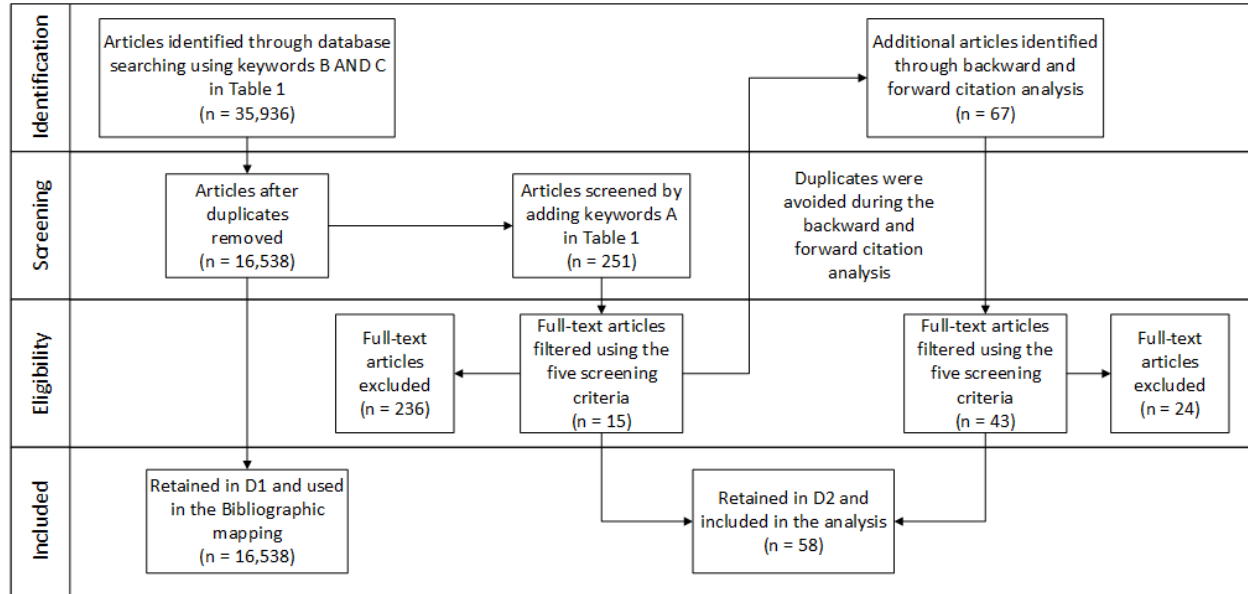 Identification
Articles identified through database
searching using keywords B AND C
in Table 1
(n = 35,936)
Additional articles identified
through backward and
forward citation analysis
(n = 67)
Screening
Articles after
duplicates
removed
(n = 16,538)
Articles screened by
adding keywords A
in Table 1
(n = 251)
Duplicates were
avoided during the
backward and
forward citation
analysis
Eligibility
Full-text
articles
excluded
(n = 236)
Full-text articles
filtered using the
five screening
criteria
(n = 15)
Full-text articles
filtered using the
five screening
criteria
(n = 43)
Full-text
articles
excluded
(n = 24)
Included
Retained in D1 and used
in the Bibliographic
mapping
(n = 16,538)
Retained in D2 and
included in the analysis
(n = 58)